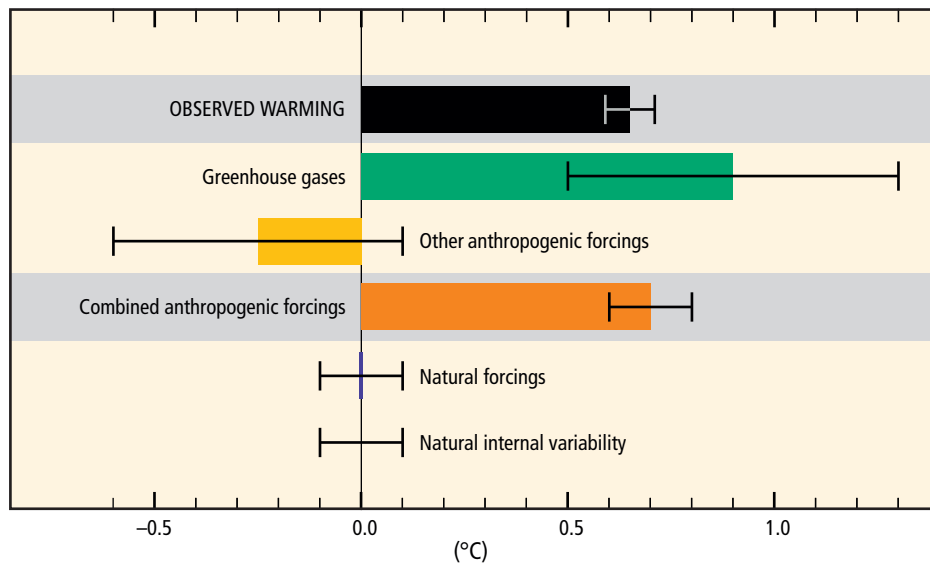 OBSERVED WARMING
Greenhouse gases
Other anthropogenic forcings
Combined anthropogenic forcings
Natural forcings
Natural internal variability
–0.5 0.0 0.5 1.0
(°C)